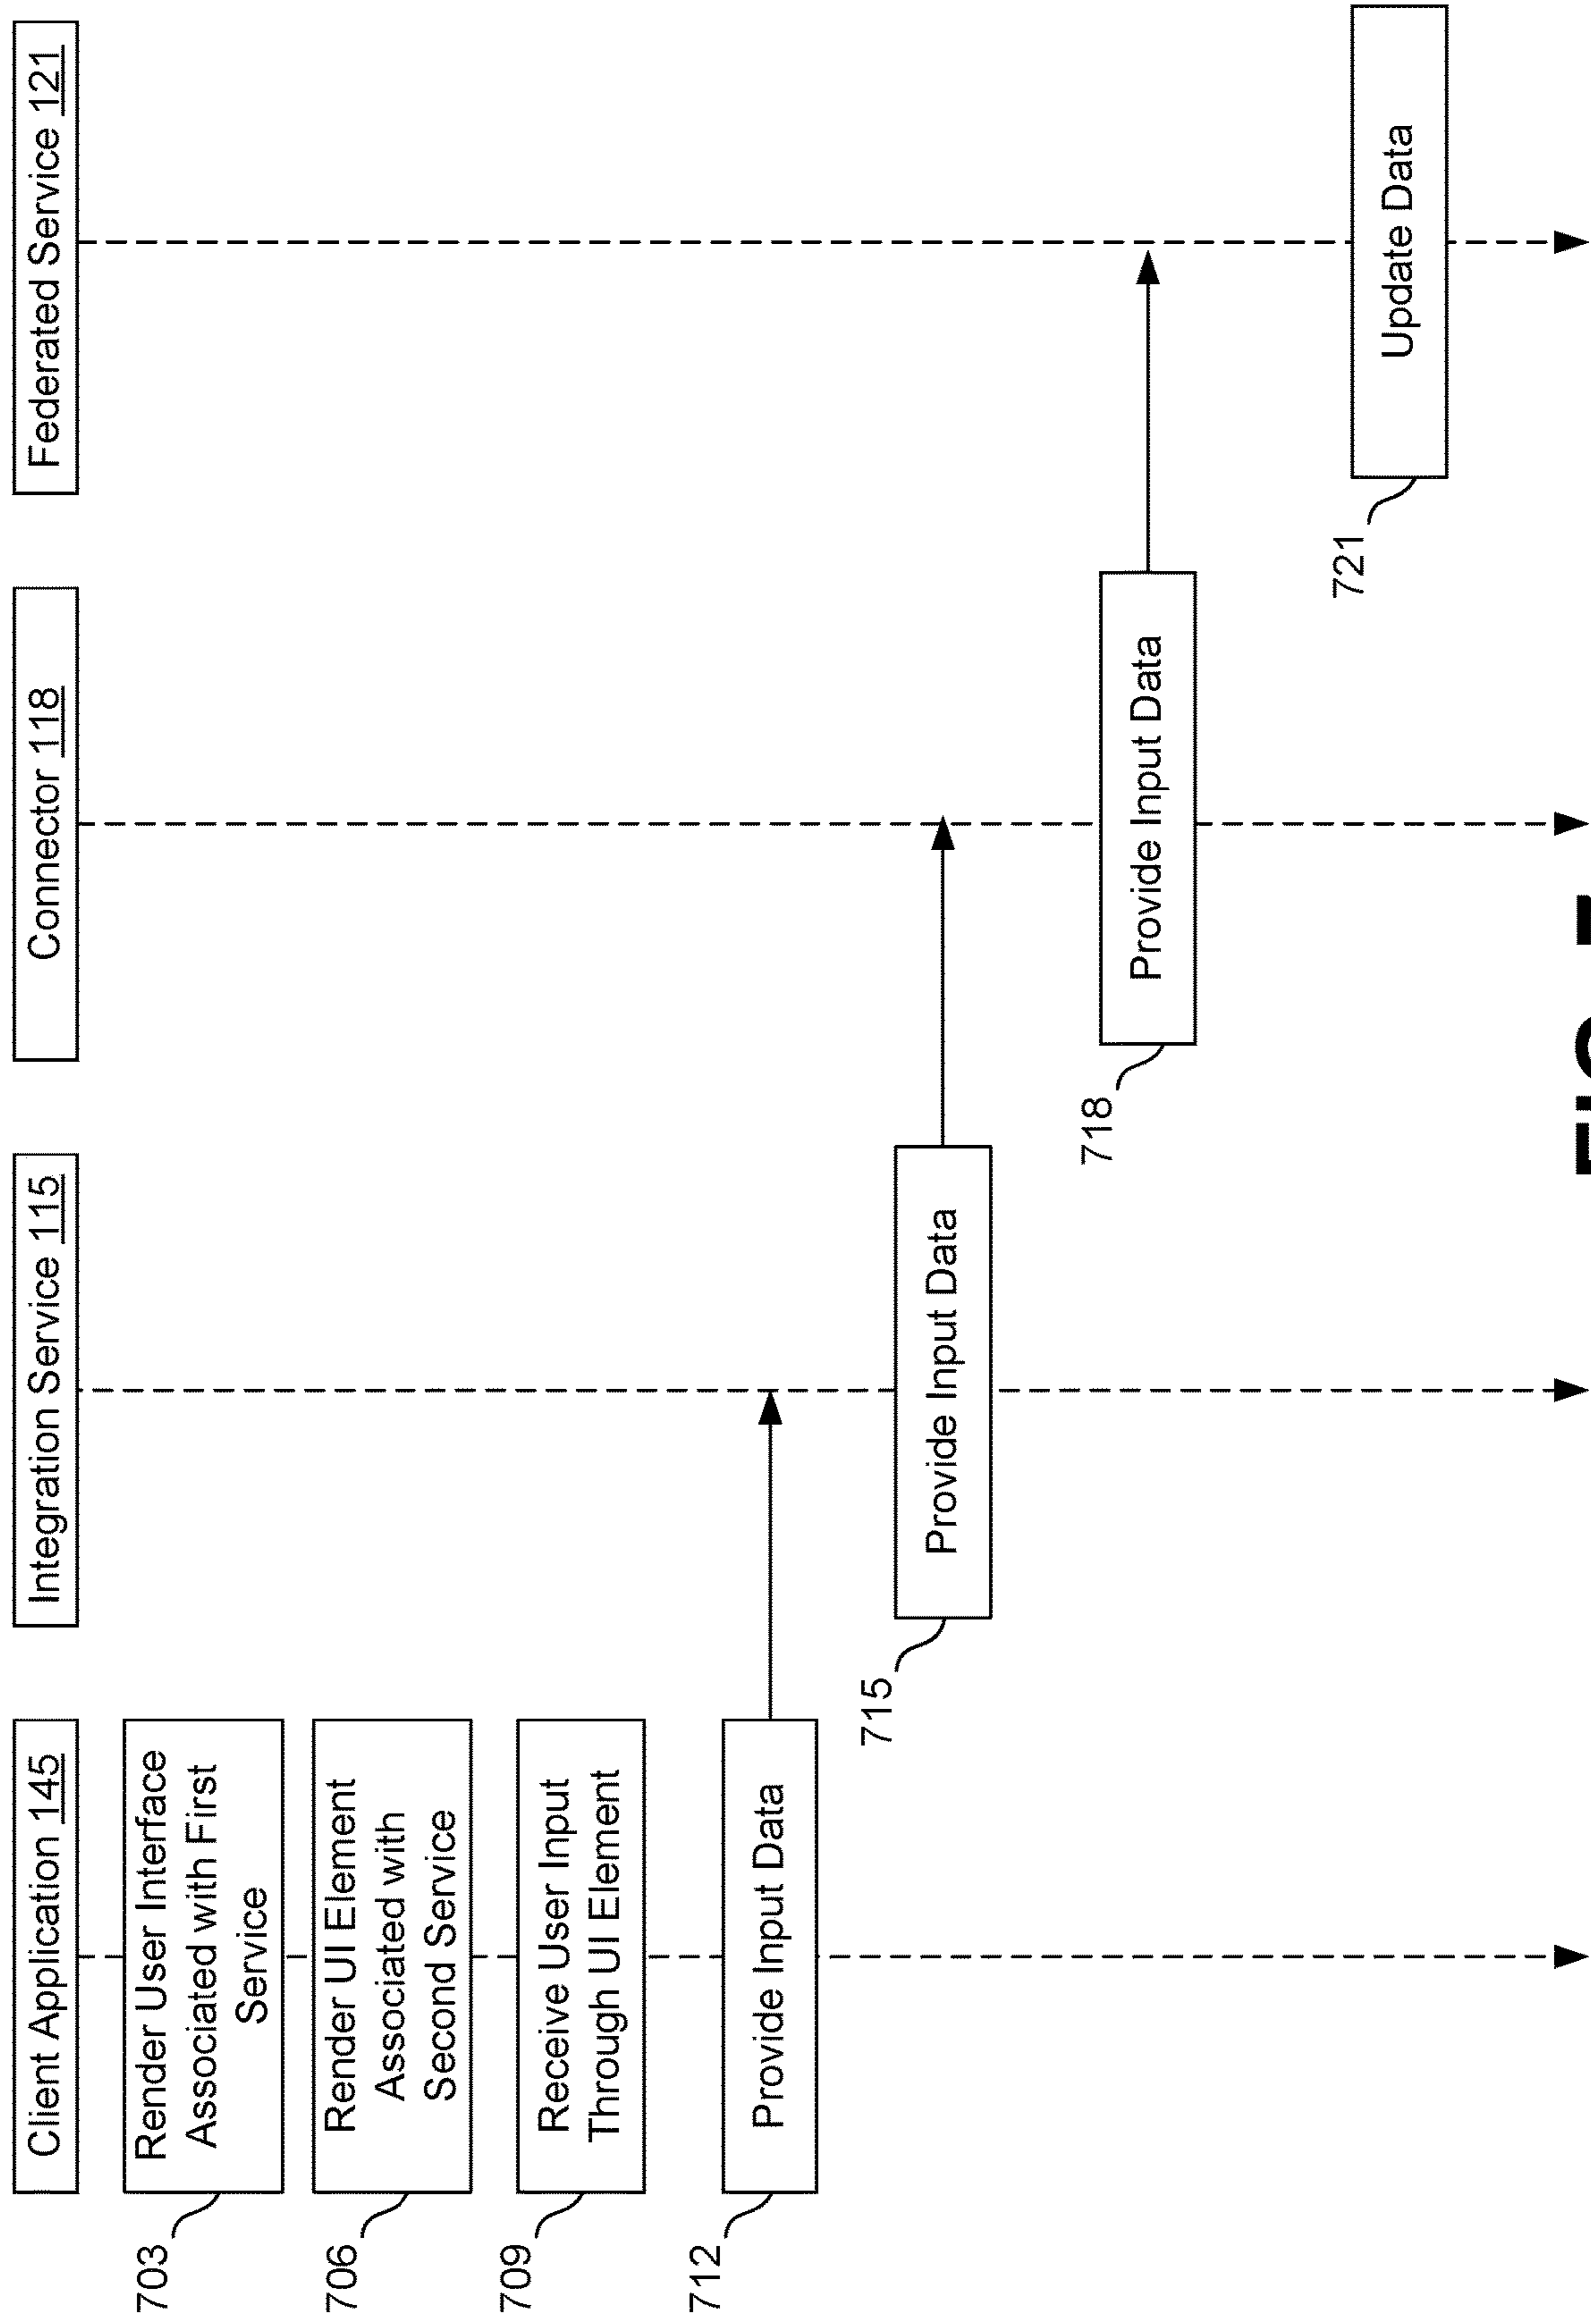 Client Application 145
Integration Service 115
Connector 118
Federated Service 121
703
Render User Interface
Associated with First
Service
706
Render UI Element
Associated with
Second Service
709
Receive User Input
Through UI Element
712
Provide Input Data
715
Provide Input Data
718
Provide Input Data
721
Update Data